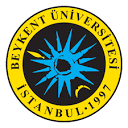 BEYKENT ÜNİVERSİTESİ
İSTANBUL · 1997